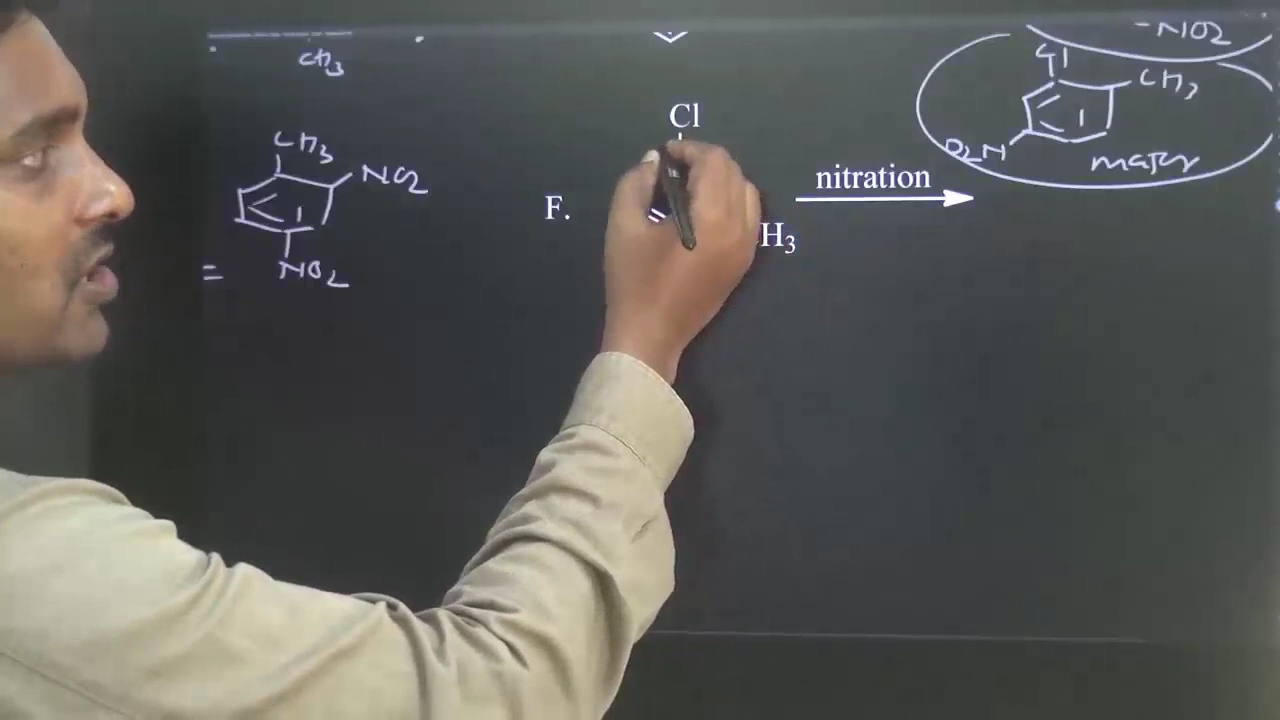 CH3
CH3
NO2
= NO2
F.
Cl
H3
nitration
-NO2
Cl
CH3
O2N
major